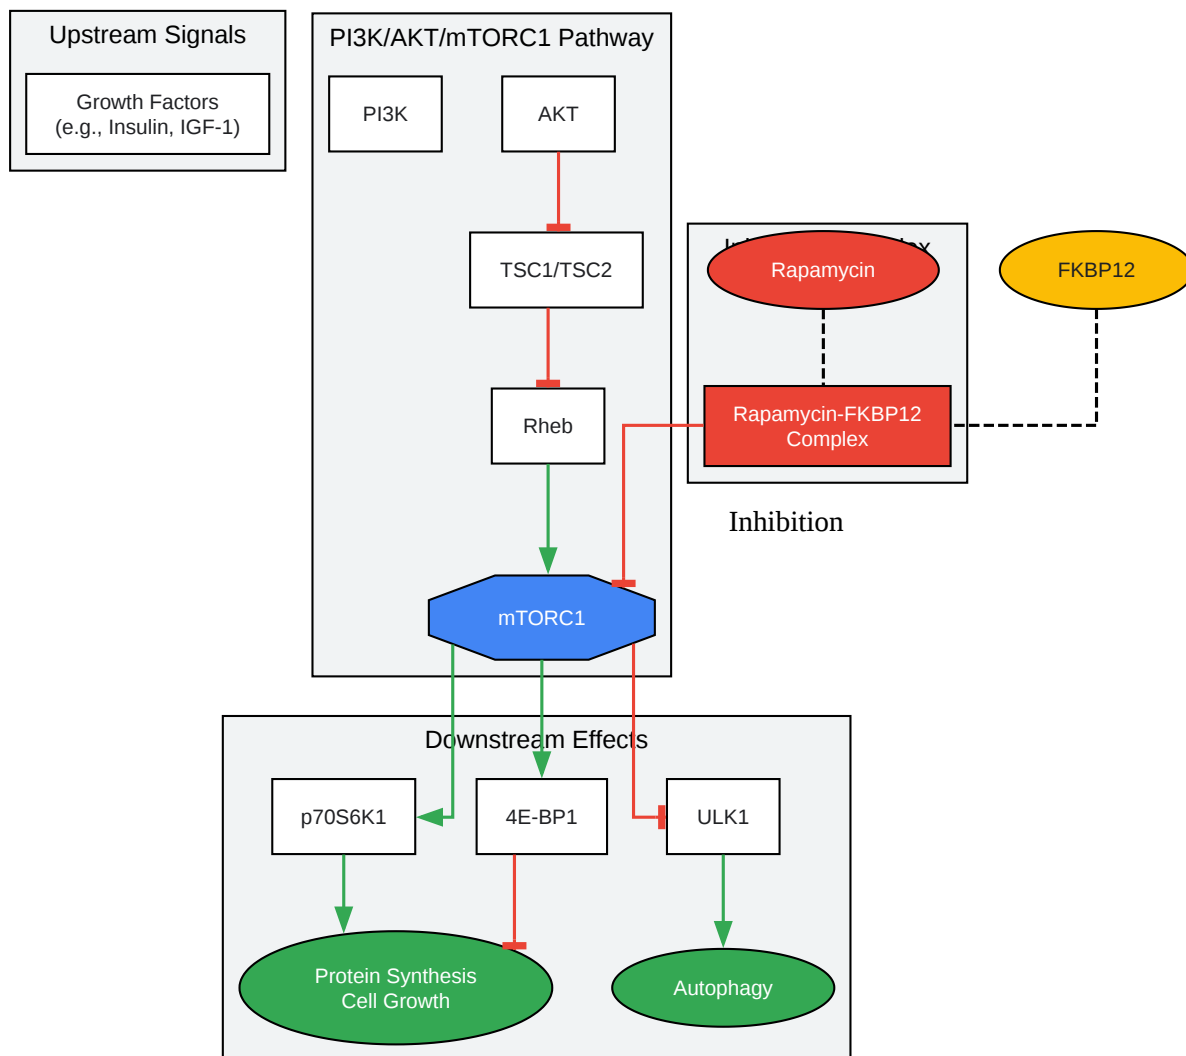 Upstream Signals
Growth Factors
(e.g., Insulin, IGF-1)
PI3K/AKT/mTORC1 Pathway
PI3K
AKT
TSC1/TSC2
Rheb
mTORC1
Rapamycin
FKBP12
Rapamycin-FKBP12
Complex
Inhibition
Downstream Effects
p70S6K1
4E-BP1
ULK1
Protein Synthesis
Cell Growth
Autophagy